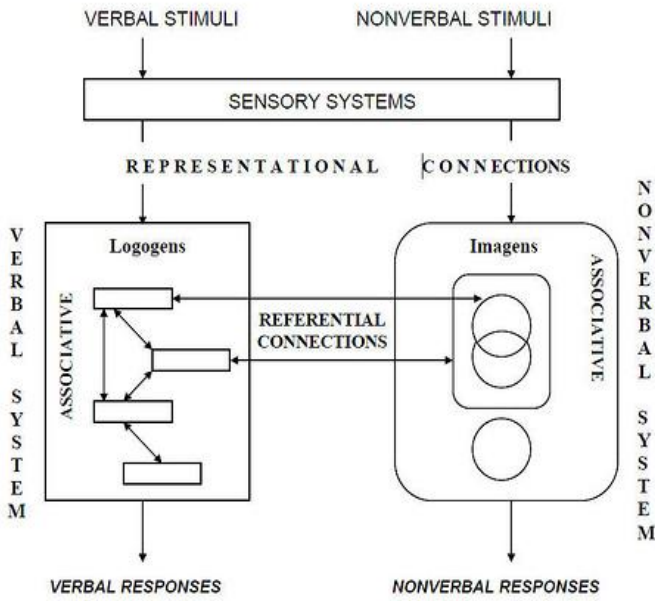 VERBAL STIMULI
NONVERBAL STIMULI
SENSORY SYSTEMS
REPRESENTATIONAL CONNECTIONS
VERBAL SYSTEM
Logogens
ASSOCIATIVE
REFERENTIAL
CONNECTIONS
Imagens
ASSOCIATIVE
NONVERBAL SYSTEM
VERBAL RESPONSES
NONVERBAL RESPONSES